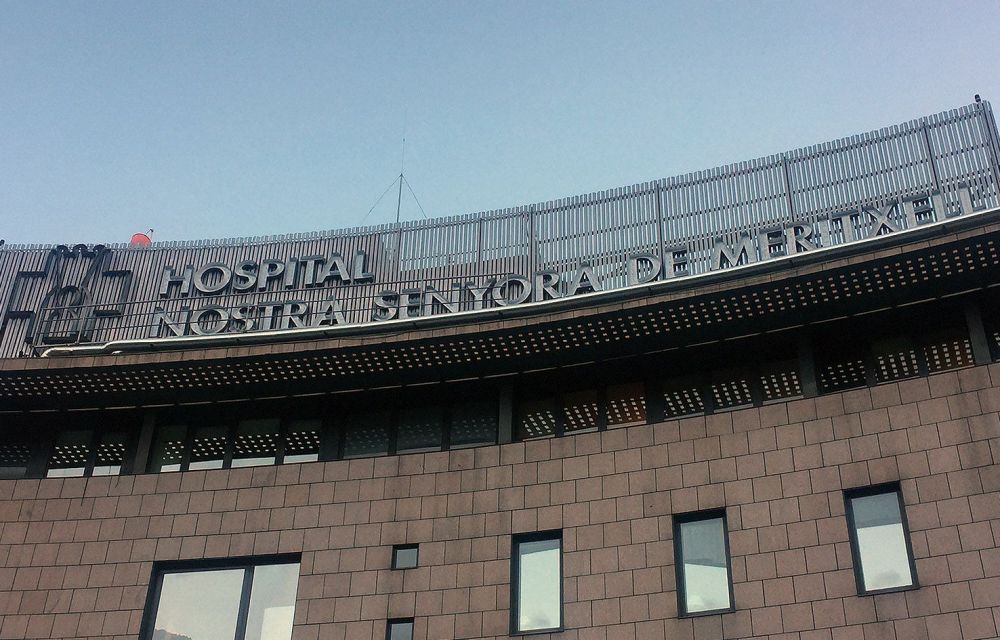 HOSPITAL
NOSTRA SENYORA DE MERITXELL